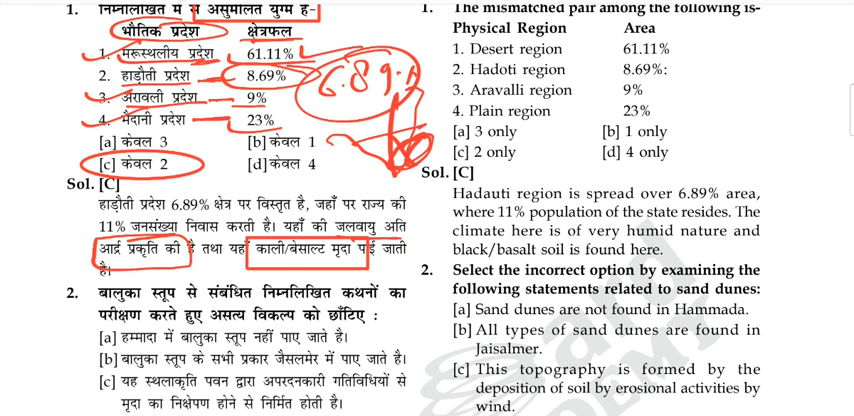 1. निम्नलिखित में से असुमेलित युग्म है-
भौतिक प्रदेश क्षेत्रफल
1. मरूस्थलीय प्रदेश 61.11%
2. हाड़ौती प्रदेश 8.69%
3. अरावली प्रदेश 9%
4. मैदानी प्रदेश 23%
[a] केवल 3 [b] केवल 1
[c] केवल 2 [d] केवल 4
Sol. [C]
हाड़ौती प्रदेश 6.89% क्षेत्र पर विस्तृत है, जहाँ पर राज्य की
11% जनसंख्या निवास करती है। यहाँ की जलवायु अति
आर्द्र प्रकृति की है तथा यहाँ काली/बेसाल्ट मृदा पाई जाती
है।
2. बालुका स्तूप से संबंधित निम्नलिखित कथनों का
परीक्षण करते हुए असत्य विकल्प को छाँटिए :
[a] हम्मादा में बालुका स्तूप नहीं पाए जाते है।
[b] बालुका स्तूप के सभी प्रकार जैसलमेर में पाए जाते है।
[c] यह स्थलाकृति पवन द्वारा अपरदनकारी गतिविधियों से
मृदा का निक्षेपण होने से निर्मित होती है।
6.89%
1. The mismatched pair among the following is-
Physical Region Area
1. Desert region 61.11%
2. Hadoti region 8.69%:
3. Aravalli region 9%
4. Plain region 23%
[a] 3 only [b] 1 only
[c] 2 only [d] 4 only
Sol. [C]
Hadauti region is spread over 6.89% area,
where 11% population of the state resides. The
climate here is of very humid nature and
black/basalt soil is found here.
2. Select the incorrect option by examining the
following statements related to sand dunes:
[a] Sand dunes are not found in Hammada.
[b] All types of sand dunes are found in
Jaisalmer.
[c] This topography is formed by the
deposition of soil by erosional activities by
wind.